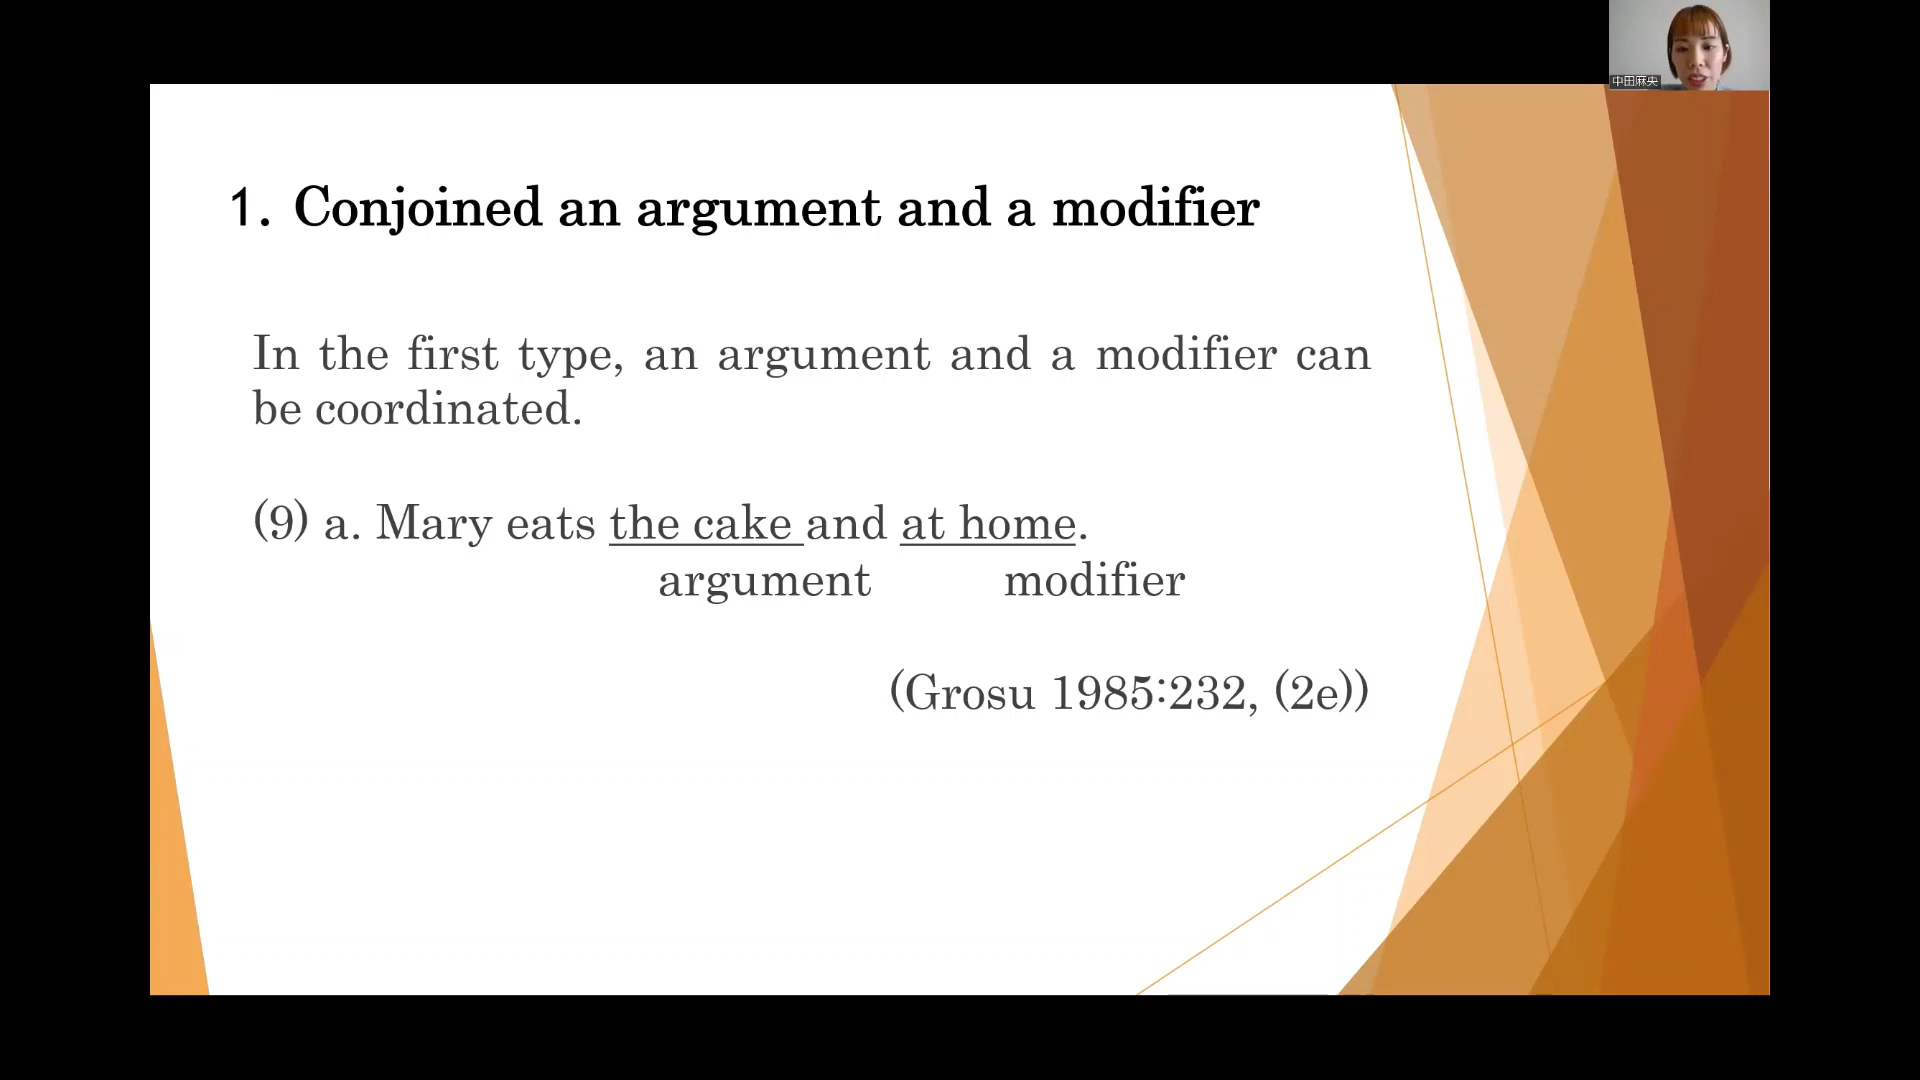 中田麻央
1. Conjoined an argument and a modifier
In the first type, an argument and a modifier can
be coordinated.
(9) a. Mary eats the cake and at home.
argument modifier
(Grosu 1985:232, (2e))